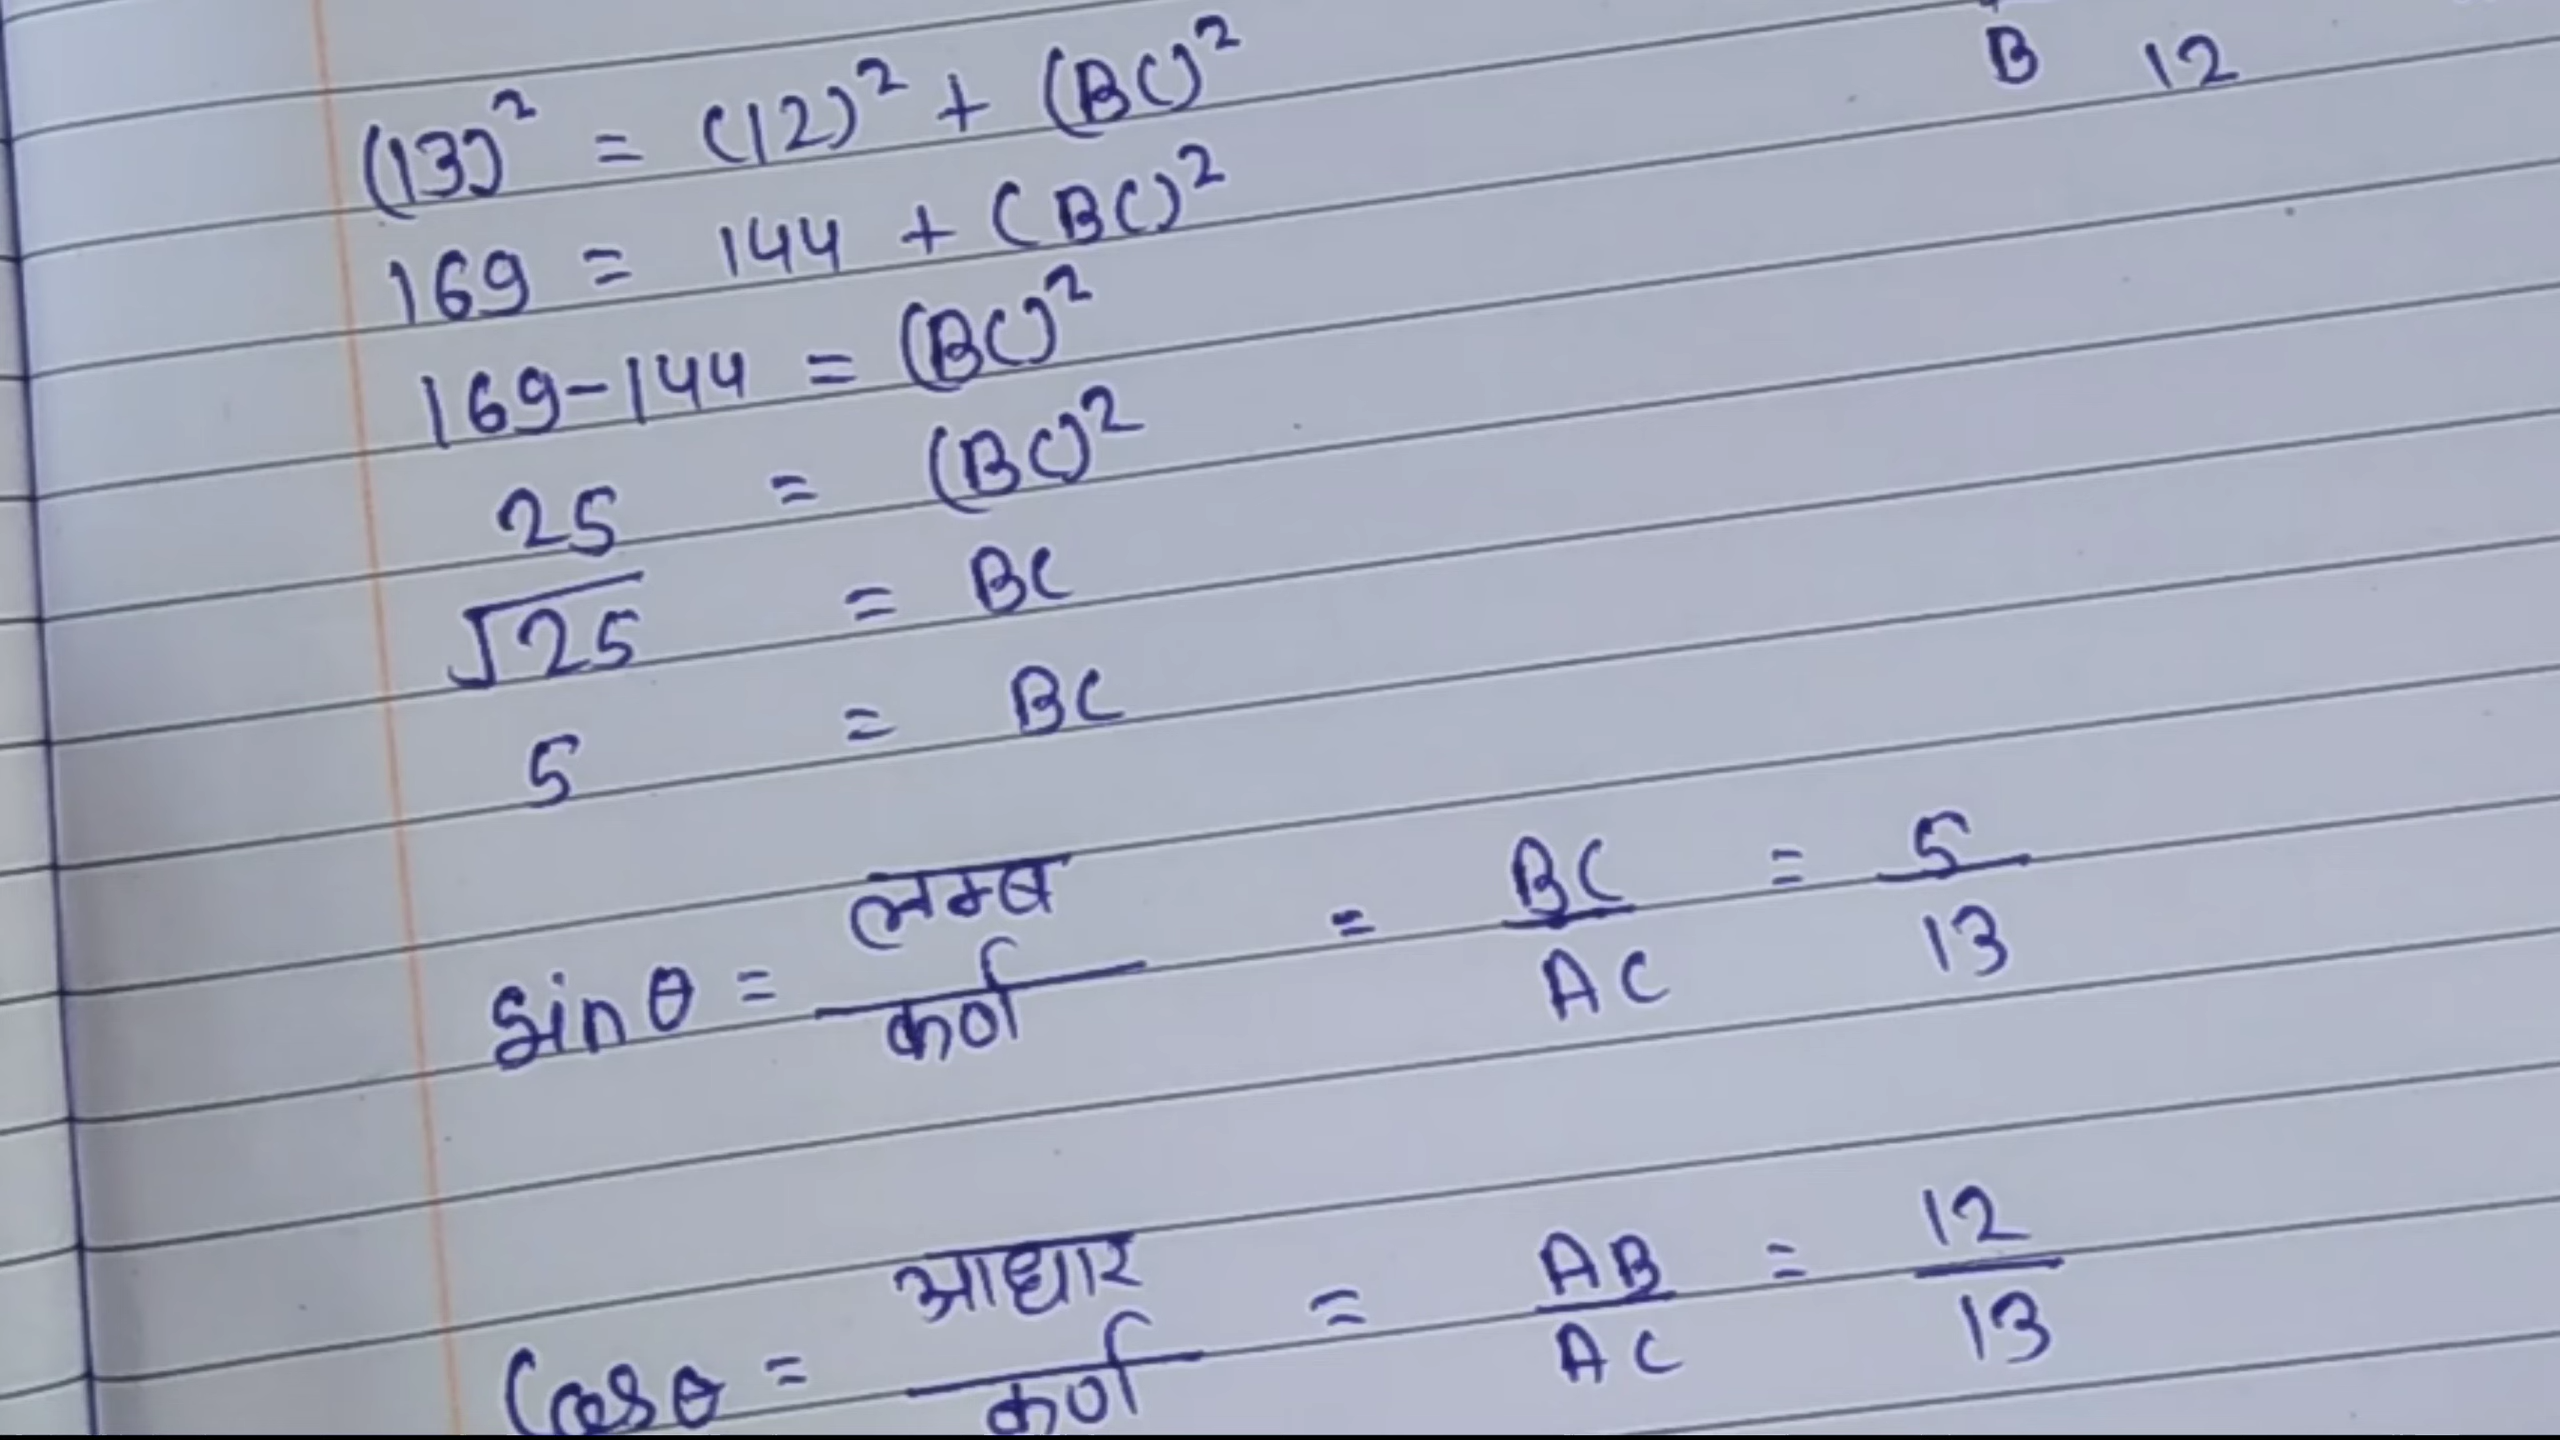 B 12
(13)² = (12)² + (BC)²
169 = 144 + (BC)²
169-144 = (BC)²
25 = (BC)²
√25 = BC
5 = BC
sinθ = लम्ब/कर्ण = BC/AC = 5/13
Cosθ = आधार/कर्ण = AB/AC = 12/13